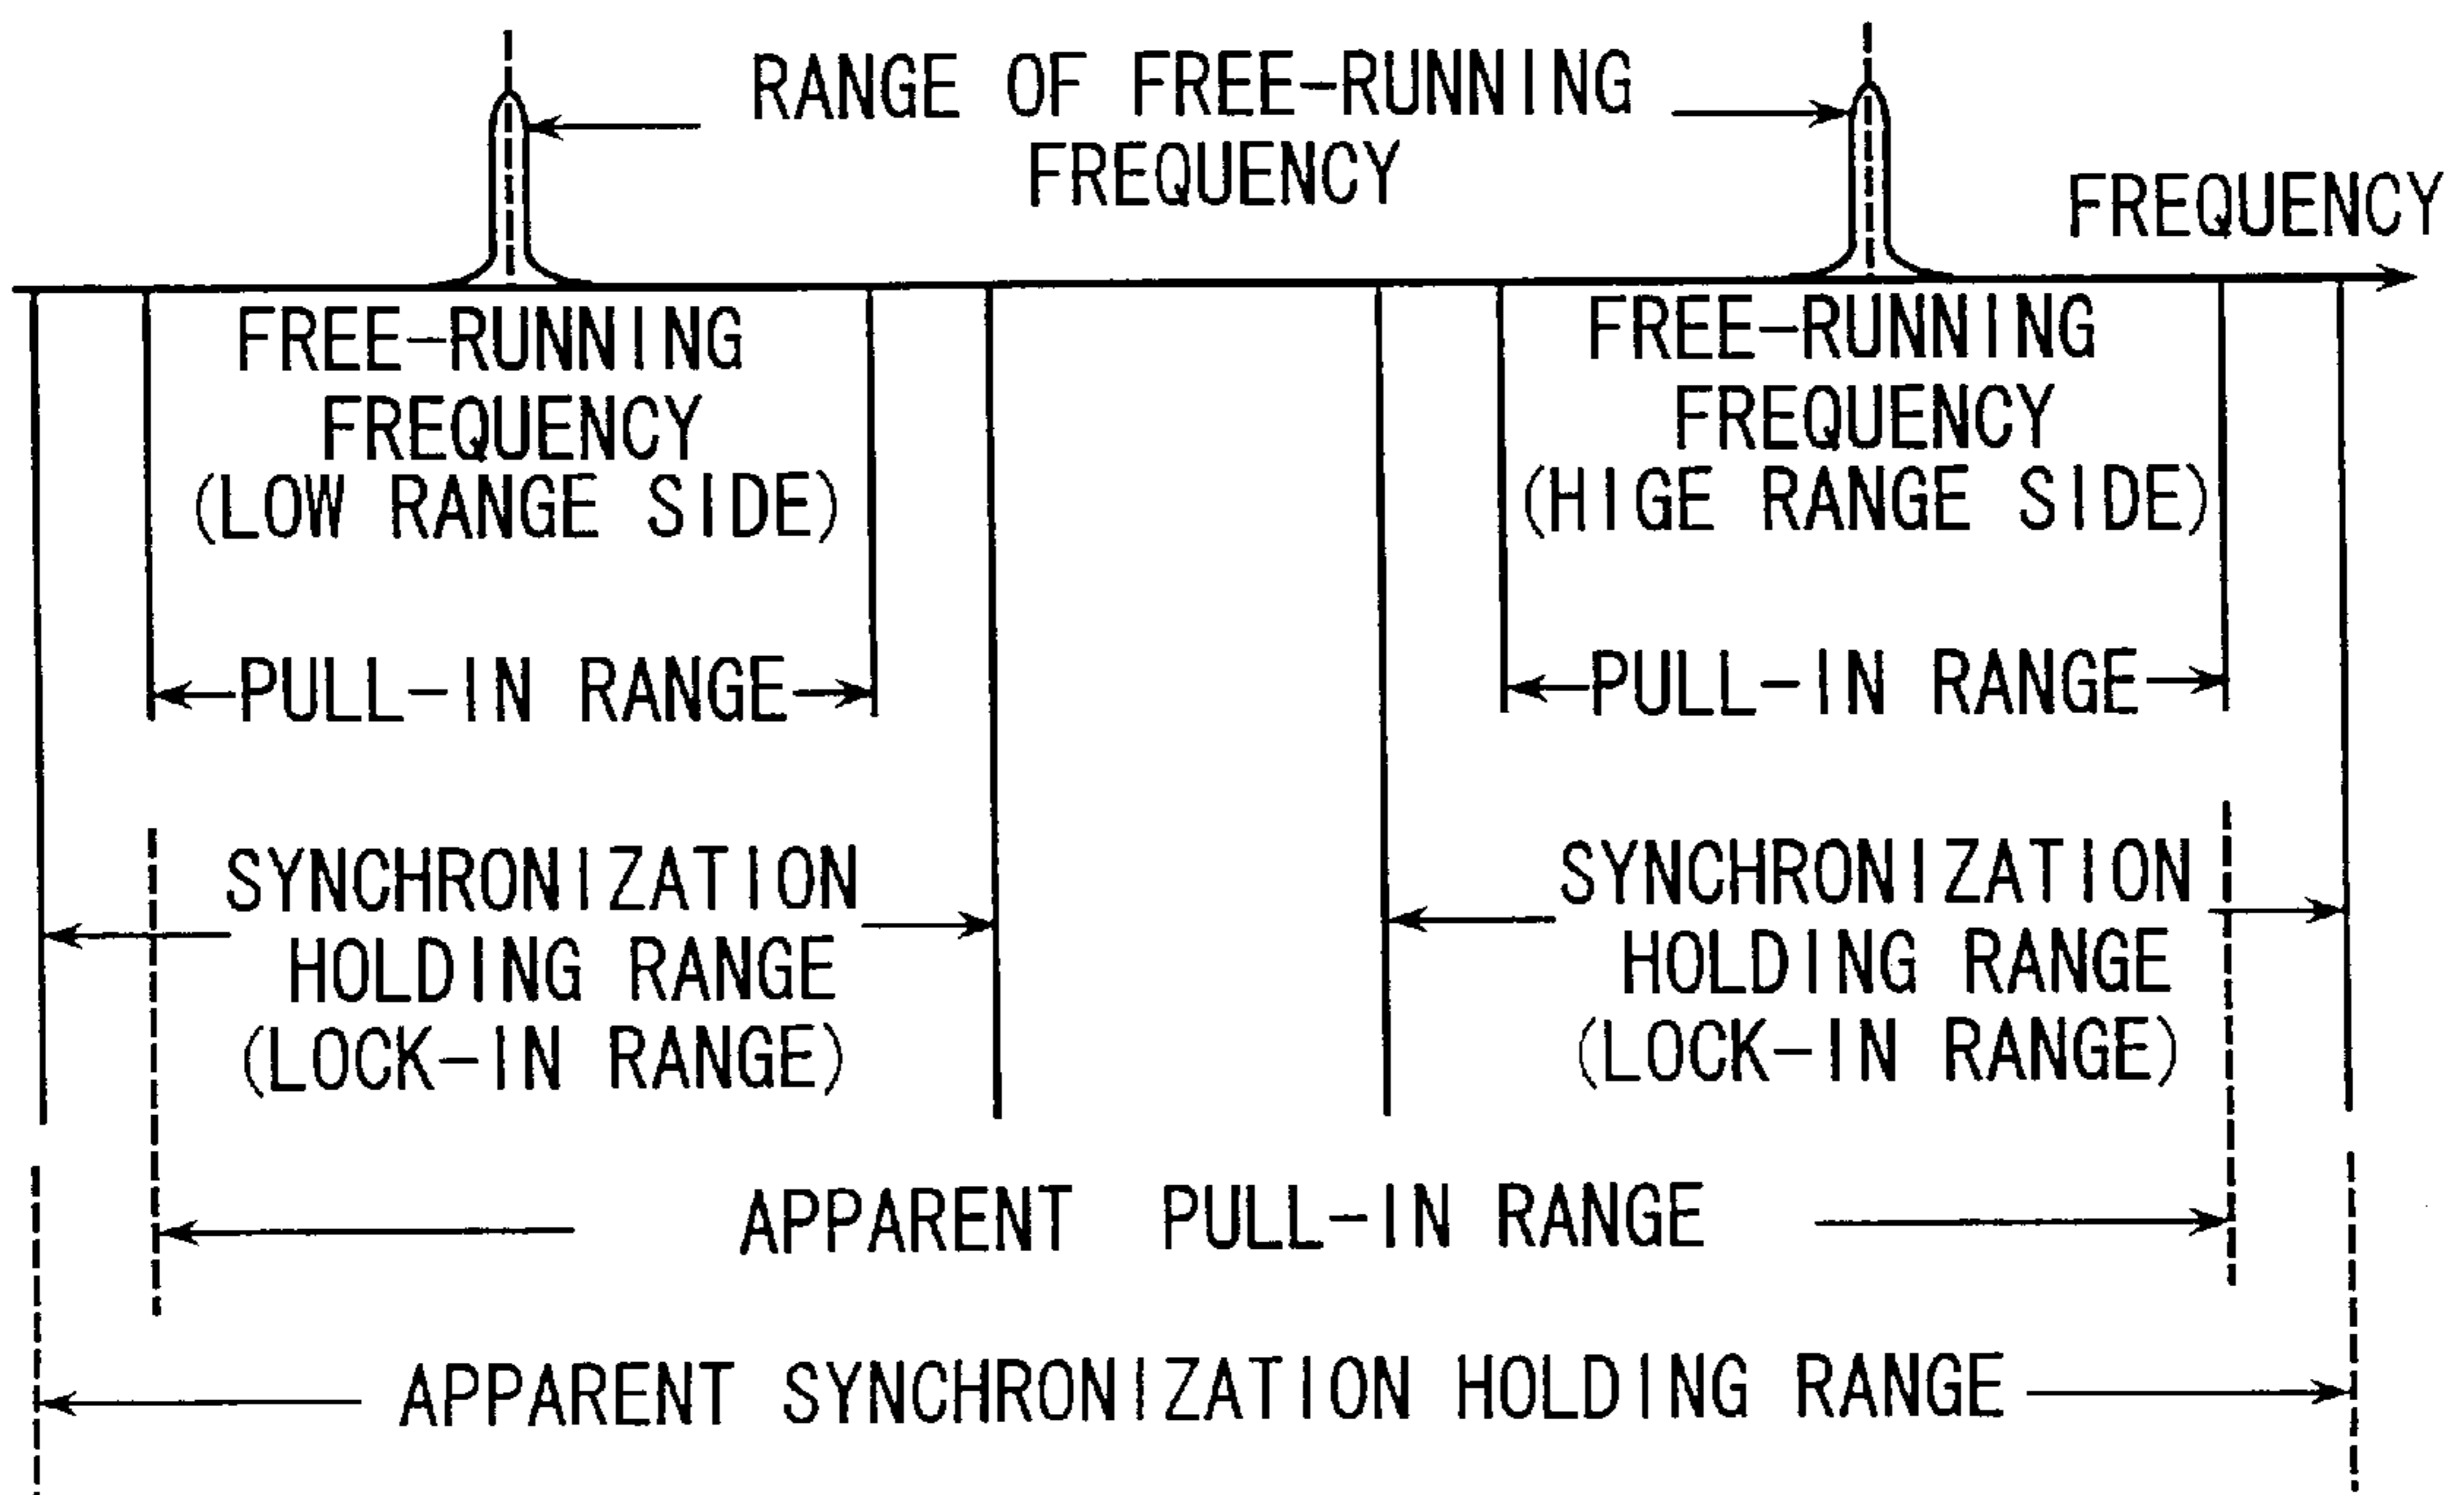 RANGE OF FREE-RUNNING
FREQUENCY
FREQUENCY
FREE-RUNNING
FREQUENCY
(LOW RANGE SIDE)
FREE-RUNNING
FREQUENCY
(HIGE RANGE SIDE)
PULL-IN RANGE
PULL-IN RANGE
SYNCHRONIZATION
HOLDING RANGE
(LOCK-IN RANGE)
SYNCHRONIZATION
HOLDING RANGE
(LOCK-IN RANGE)
APPARENT PULL-IN RANGE
APPARENT SYNCHRONIZATION HOLDING RANGE